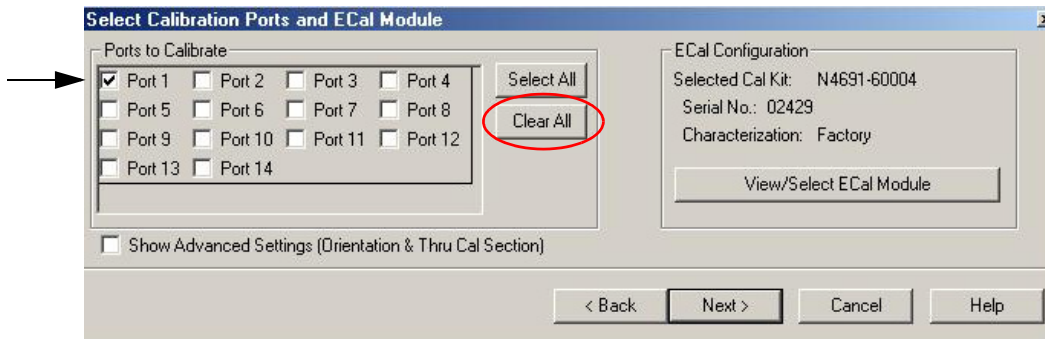 Select Calibration Ports and ECal Module
Ports to Calibrate
Port 1 Port 2 Port 3 Port 4
Port 5 Port 6 Port 7 Port 8
Port 9 Port 10 Port 11 Port 12
Port 13 Port 14
Select All
Clear All
ECal Configuration
Selected Cal Kit: N4691-60004
Serial No.: 02429
Characterization: Factory
View/Select ECal Module
Show Advanced Settings (Orientation & Thru Cal Section)
< Back Next > Cancel Help